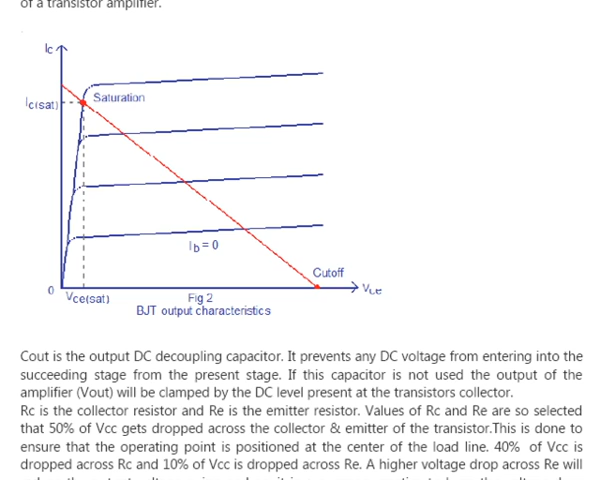 of a transistor amplifier.
Ic
Ic(sat)
Saturation
Ib = 0
Cutoff
0
Vce(sat)
Vce
Fig 2
BJT output characteristics
Cout is the output DC decoupling capacitor. It prevents any DC voltage from entering into the
succeeding stage from the present stage. If this capacitor is not used the output of the
amplifier (Vout) will be clamped by the DC level present at the transistors collector.
Rc is the collector resistor and Re is the emitter resistor. Values of Rc and Re are so selected
that 50% of Vcc gets dropped across the collector & emitter of the transistor.This is done to
ensure that the operating point is positioned at the center of the load line. 40% of Vcc is
dropped across Rc and 10% of Vcc is dropped across Re. A higher voltage drop across Re will